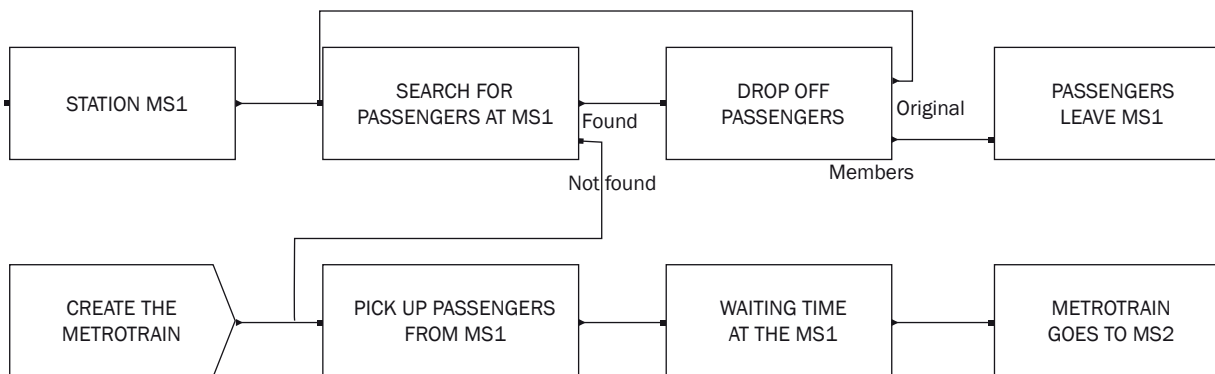 STATION MS1
SEARCH FOR
PASSENGERS AT MS1
Found
Not found
DROP OFF
PASSENGERS
Original
Members
PASSENGERS
LEAVE MS1
CREATE THE
METROTRAIN
PICK UP PASSENGERS
FROM MS1
WAITING TIME
AT THE MS1
METROTRAIN
GOES TO MS2